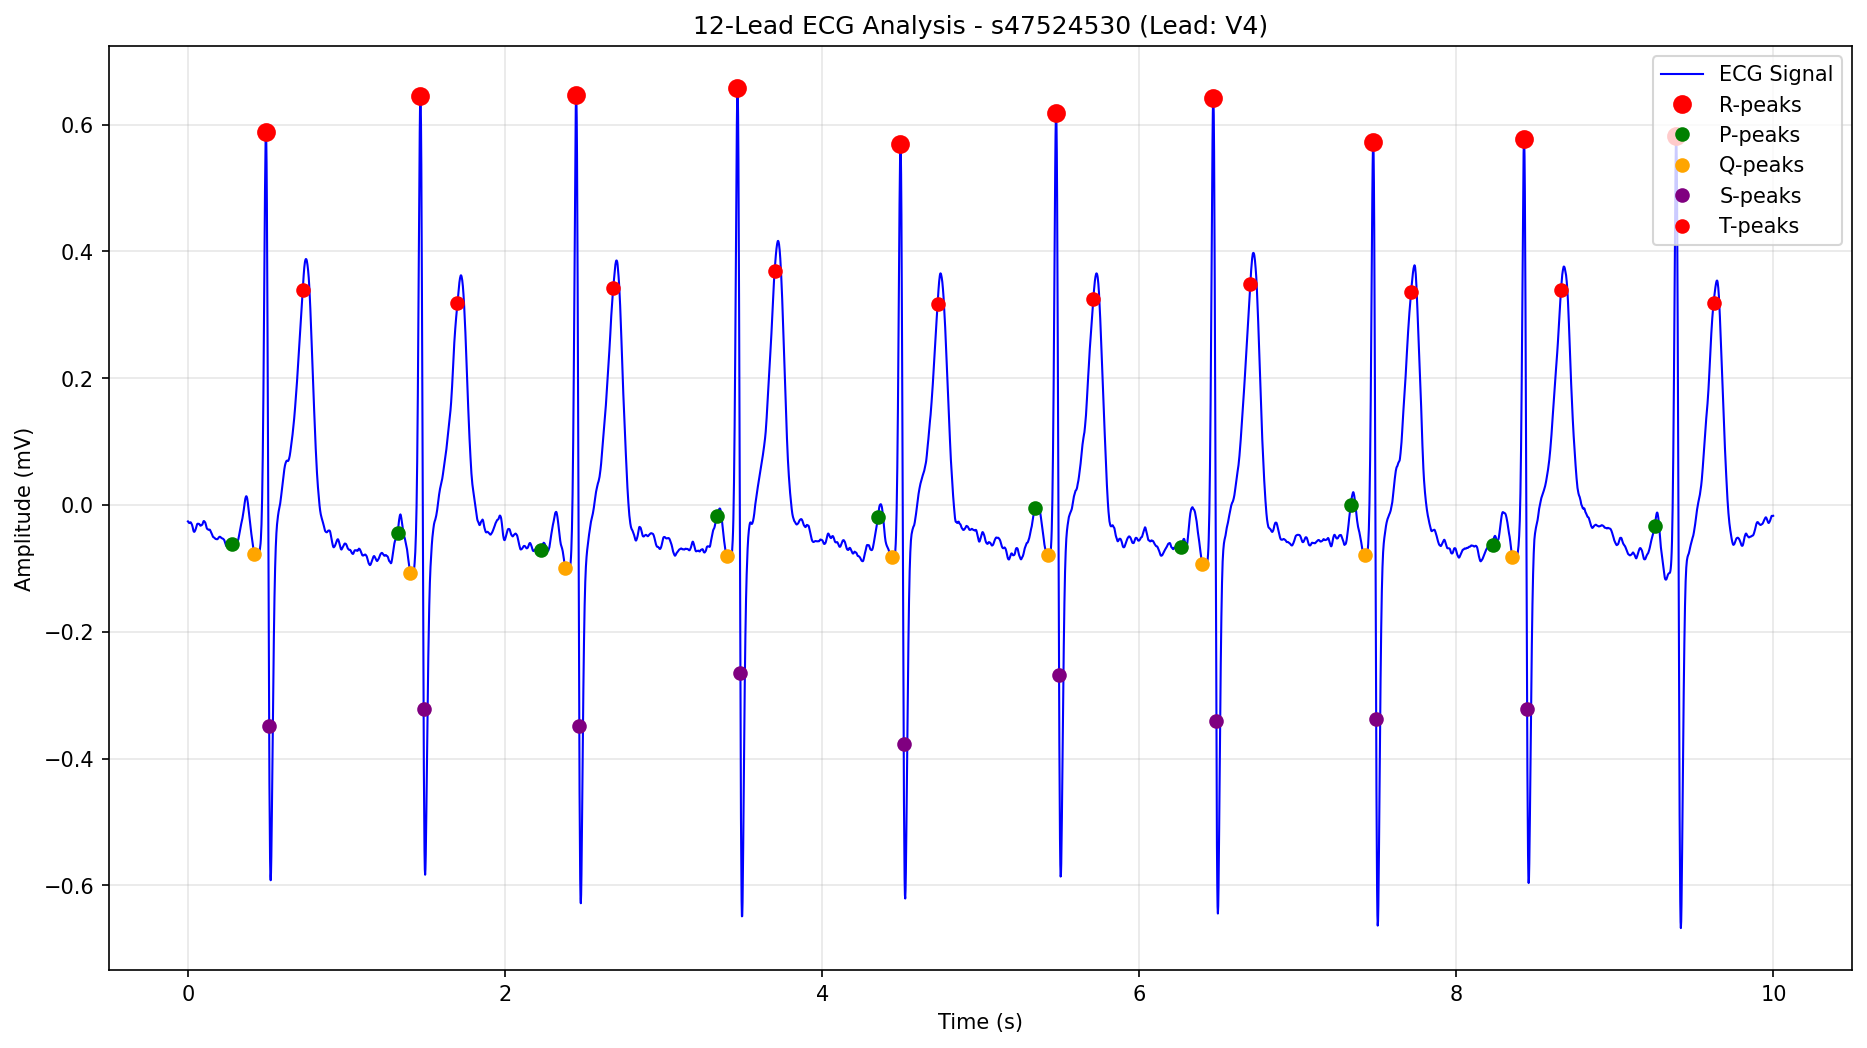 12-Lead ECG Analysis - s47524530 (Lead: V4)
ECG Signal
R-peaks
P-peaks
Q-peaks
S-peaks
T-peaks
0.6
0.4
0.2
0.0
−0.2
−0.4
−0.6
Amplitude (mV)
0 2 4 6 8 10
Time (s)